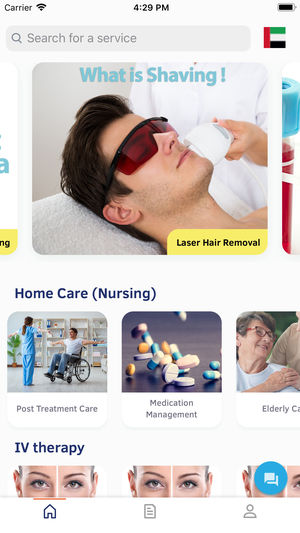 Carrier 4:29 PM
Search for a service
What is Shaving !
a
ng
Laser Hair Removal
Home Care (Nursing)
Post Treatment Care
Medication
Management
Elderly Ca
IV therapy